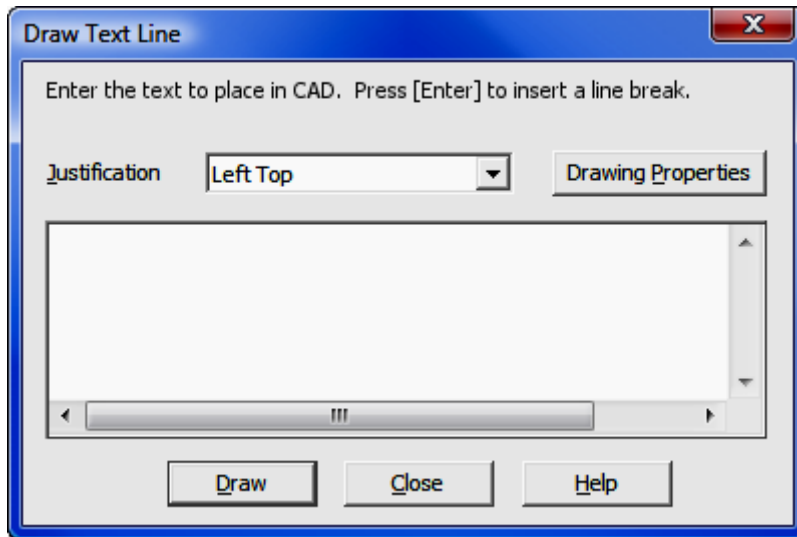 Draw Text Line
Enter the text to place in CAD.  Press [Enter] to insert a line break.
Justification Left Top Drawing Properties
Draw Close Help